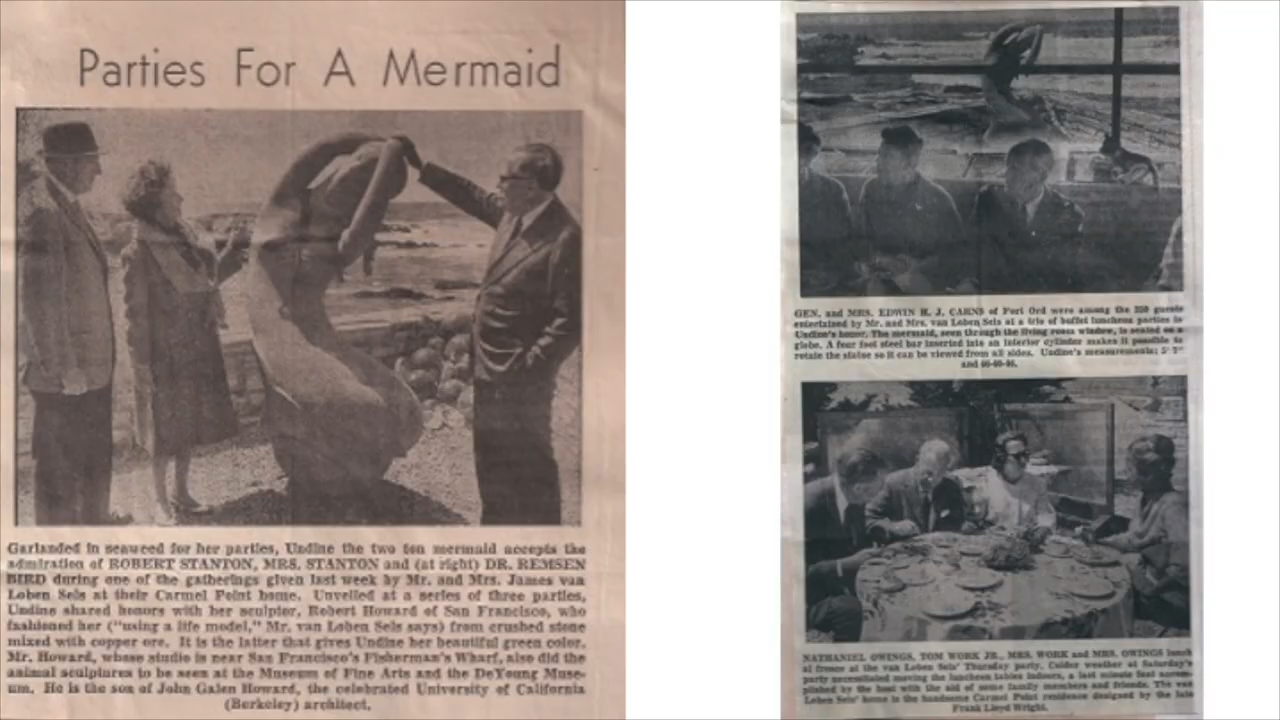 Parties For A Mermaid
Garlanded in seaweed for her parties, Undine the two ton mermaid accepts the
admiration of ROBERT STANTON, MRS. STANTON and (at right) DR. REMSEN
BIRD during one of the gatherings given last week by Mr. and Mrs. James van
Loben Sels at their Carmel Point home. Unveiled at a series of three parties,
Undine shared honors with her sculptor, Robert Howard of San Francisco, who
fashioned her ("using a life model," Mr. van Loben Sels says) from crushed stone
mixed with copper ore. It is the latter that gives Undine her beautiful green color.
Mr. Howard, whose studio is near San Francisco's Fisherman's Wharf, also did the
animal sculptures to be seen at the Museum of Fine Arts and the DeYoung Muse-
um. He is the son of John Galen Howard, the celebrated University of California
(Berkeley) architect.
GEN. and MRS. EDWIN H. J. CARNS of Fort Ord were among the 250 guests
entertained by Mr. and Mrs. van Loben Sels at a trio of buffet luncheon parties in
Undine's honor. The mermaid, seen through the living room window, is seated on a
globe. A four foot steel bar inserted into an interior cylinder makes it possible to
rotate the statue so it can be viewed from all sides. Undine's measurements: 5' 7"
and
NATHANIEL OWINGS, TOM WORK JR., MRS. WORK and MRS. OWINGS lunch
al fresco at the van Loben Sels' Thursday party. Colder weather at Saturday's
party necessitated moving the luncheon tables indoors, a last minute feat accom-
plished by the host with the aid of some family members and friends. The van
Loben Sels' home is the handsome Carmel Point residence designed by the late
Frank Lloyd Wright.